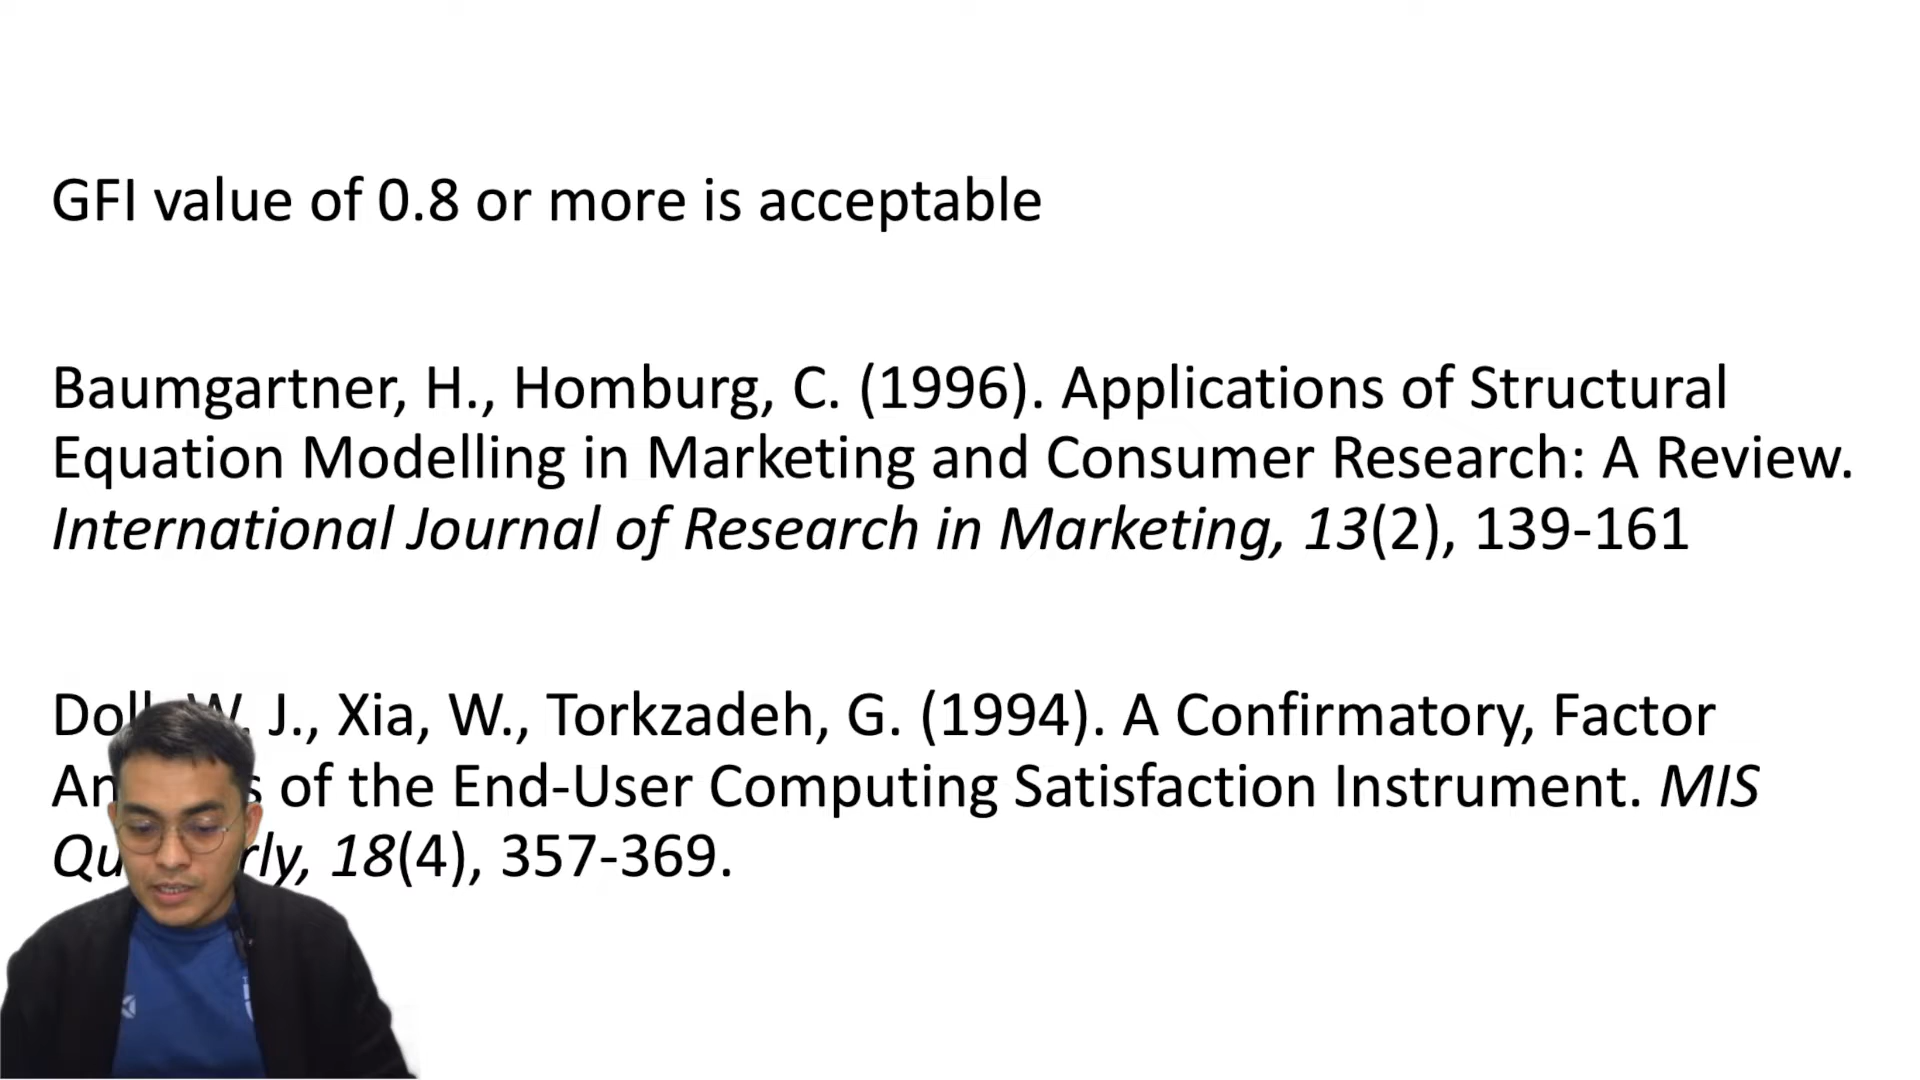 GFI value of 0.8 or more is acceptable
Baumgartner, H., Homburg, C. (1996). Applications of Structural
Equation Modelling in Marketing and Consumer Research: A Review.
International Journal of Research in Marketing, 13(2), 139-161
J., Xia, W., Torkzadeh, G. (1994). A Confirmatory, Factor
of the End-User Computing Satisfaction Instrument. MIS
18(4), 357-369.